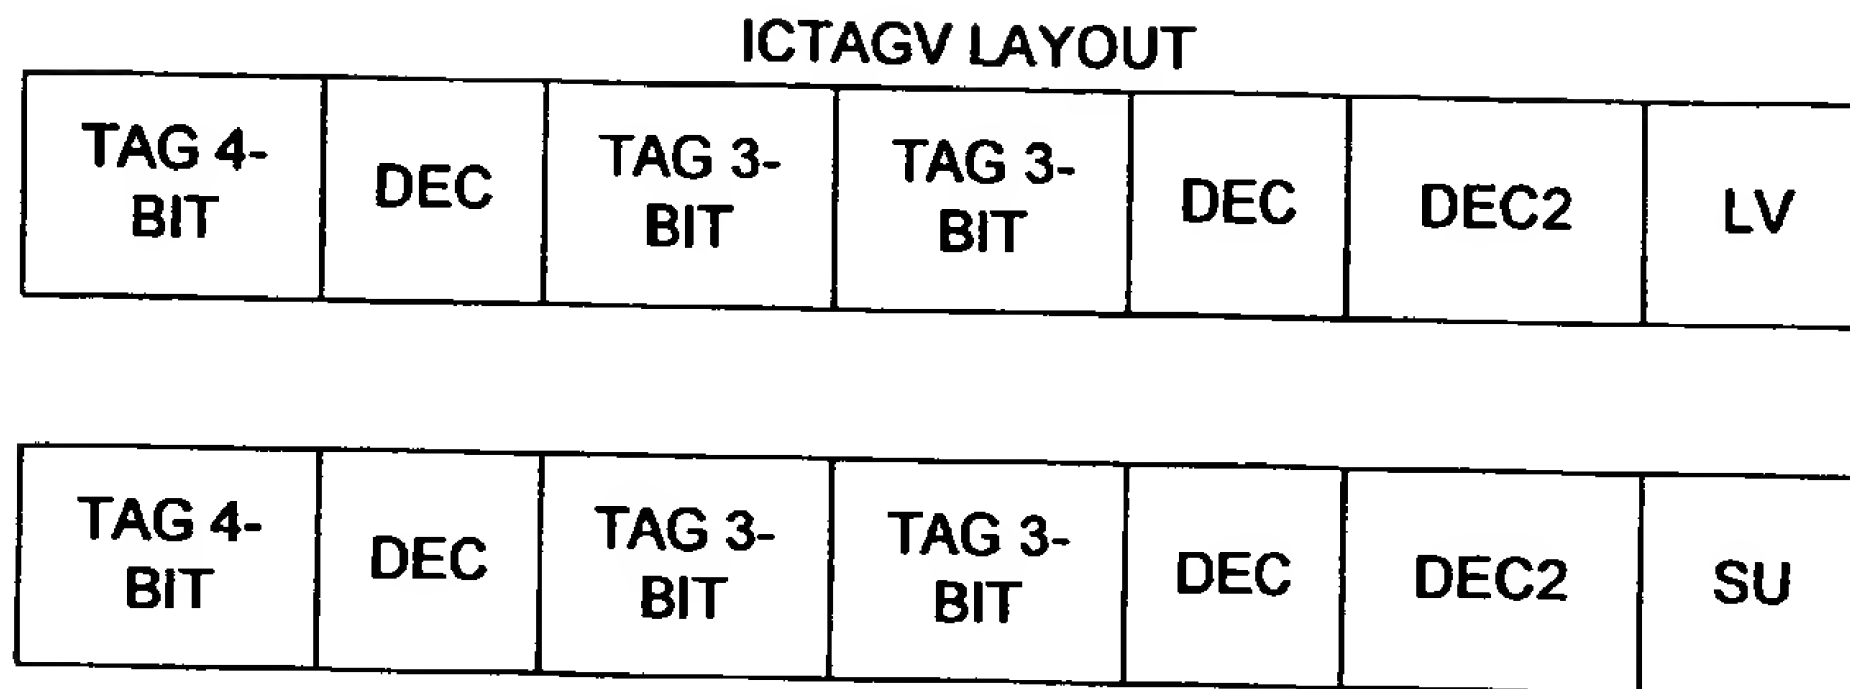 ICTAGV LAYOUT
TAG 4-
BIT
DEC
TAG 3-
BIT
TAG 3-
BIT
DEC
DEC2
LV
TAG 4-
BIT
DEC
TAG 3-
BIT
TAG 3-
BIT
DEC
DEC2
SU